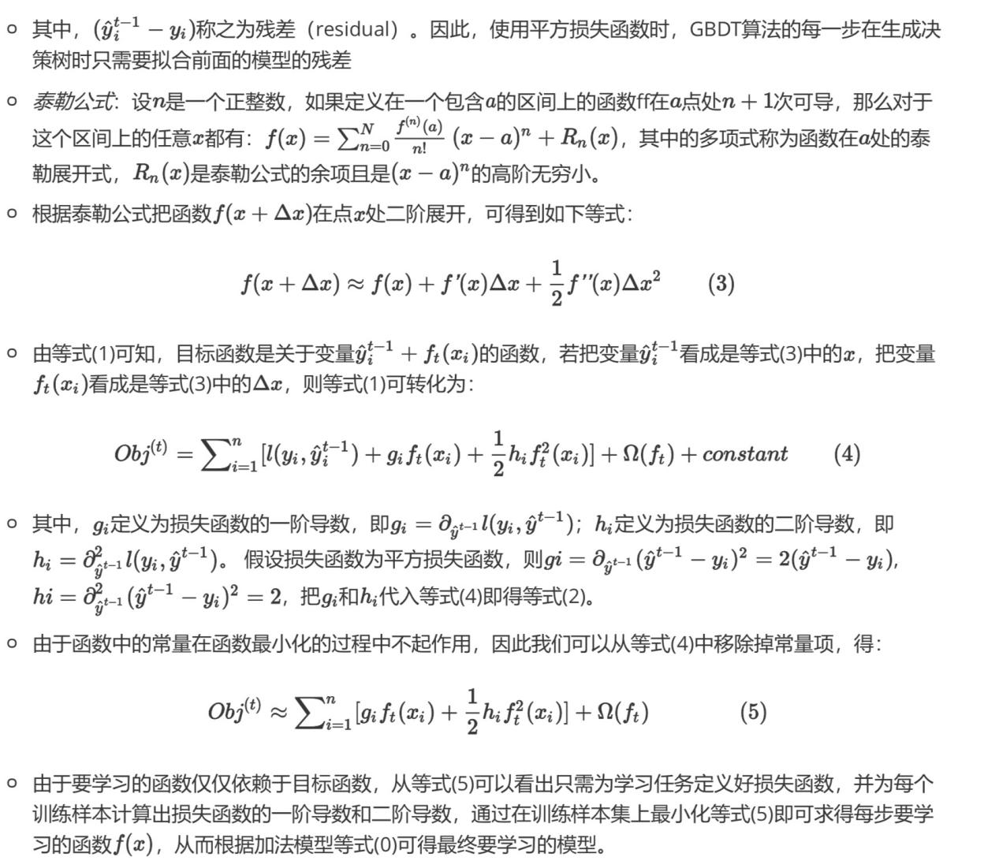 其中，$(\hat{y}_i^{t-1} - y_i)$称之为残差（residual）。因此，使用平方损失函数时，GBDT算法的每一步在生成决
策树时只需要拟合前面的模型的残差
泰勒公式：设$n$是一个正整数，如果定义在一个包含$a$的区间上的函数ff在$a$点处$n+1$次可导，那么对于
这个区间上的任意$x$都有：$f(x) = \sum_{n=0}^{N} \frac{f^{(n)}(a)}{n!}(x-a)^n + R_n(x)$，其中的多项式称为函数在$a$处的泰
勒展开式，$R_n(x)$是泰勒公式的余项且是$(x-a)^n$的高阶无穷小。
根据泰勒公式把函数$f(x+\Delta x)$在点$x$处二阶展开，可得到如下等式：
$f(x+\Delta x) \approx f(x) + f'(x)\Delta x + \frac{1}{2}f''(x)\Delta x^2$ (3)
由等式(1)可知，目标函数是关于变量$\hat{y}_i^{t-1} + f_t(x_i)$的函数，若把变量$\hat{y}_i^{t-1}$看成是等式(3)中的$x$，把变量
$f_t(x_i)$看成是等式(3)中的$\Delta x$，则等式(1)可转化为：
$Obj^{(t)} = \sum_{i=1}^{n}[l(y_i, \hat{y}_i^{t-1}) + g_i f_t(x_i) + \frac{1}{2}h_i f_t^2(x_i)] + \Omega(f_t) + constant$ (4)
其中，$g_i$定义为损失函数的一阶导数，即$g_i = \partial_{\hat{y}^{t-1}} l(y_i, \hat{y}^{t-1})$；$h_i$定义为损失函数的二阶导数，即
$h_i = \partial^2_{\hat{y}^{t-1}} l(y_i, \hat{y}^{t-1})$。 假设损失函数为平方损失函数，则$gi = \partial_{\hat{y}^{t-1}}(\hat{y}^{t-1} - y_i)^2 = 2(\hat{y}^{t-1} - y_i)$,
$hi = \partial^2_{\hat{y}^{t-1}}(\hat{y}^{t-1} - y_i)^2 = 2$，把$g_i$和$h_i$代入等式(4)即得等式(2)。
由于函数中的常量在函数最小化的过程中不起作用，因此我们可以从等式(4)中移除掉常量项，得：
$Obj^{(t)} \approx \sum_{i=1}^{n}[g_i f_t(x_i) + \frac{1}{2}h_i f_t^2(x_i)] + \Omega(f_t)$ (5)
由于要学习的函数仅仅依赖于目标函数，从等式(5)可以看出只需为学习任务定义好损失函数，并为每个
训练样本计算出损失函数的一阶导数和二阶导数，通过在训练样本集上最小化等式(5)即可求得每步要学
习的函数$f(x)$，从而根据加法模型等式(0)可得最终要学习的模型。